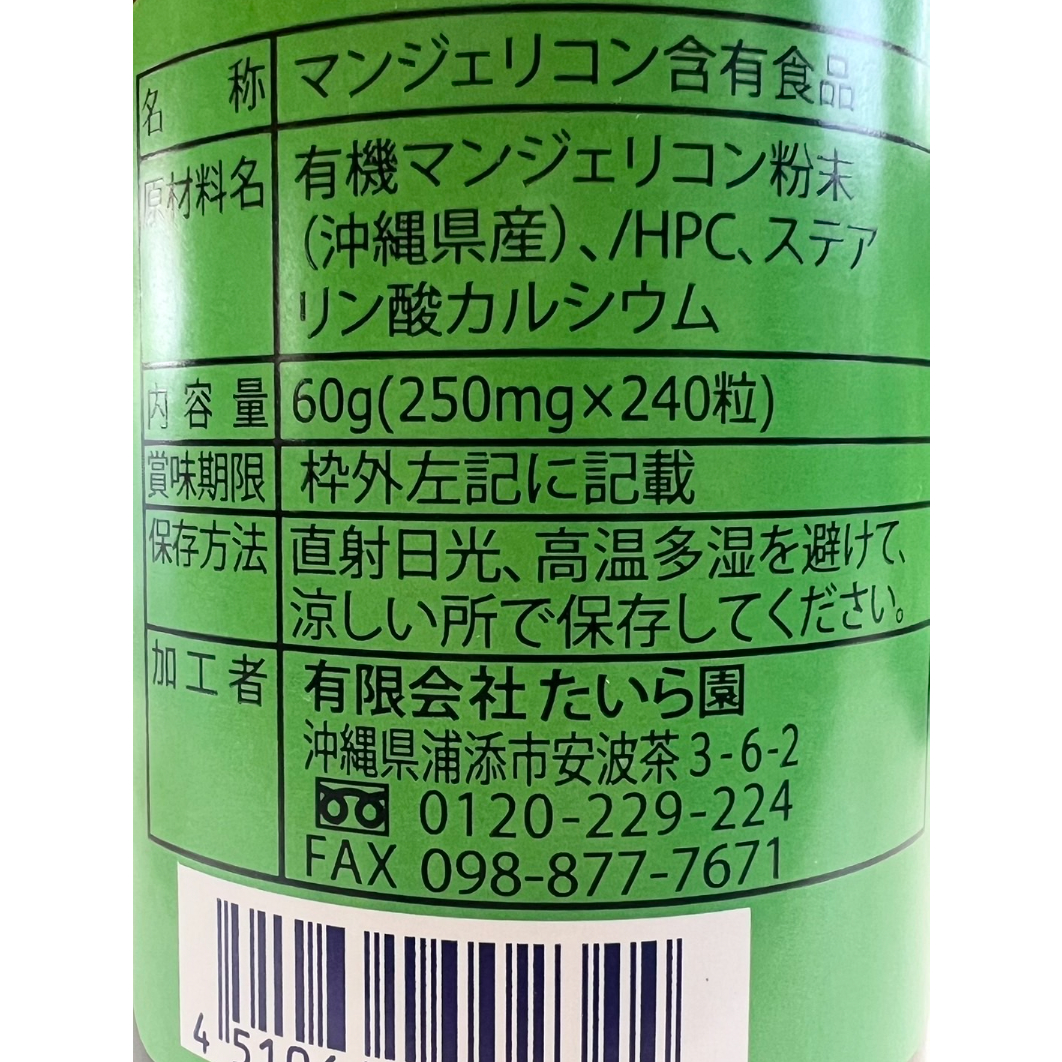 名称 マンジェリコン含有食品
原材料名 有機マンジェリコン粉末
(沖縄県産)、/HPC、ステア
リン酸カルシウム
内容量 60g(250mg×240粒)
賞味期限 枠外左記に記載
保存方法 直射日光、高温多湿を避けて、
涼しい所で保存してください。
加工者 有限会社たいら園
沖縄県浦添市安波茶3-6-2
0120-229-224
FAX 098-877-7671